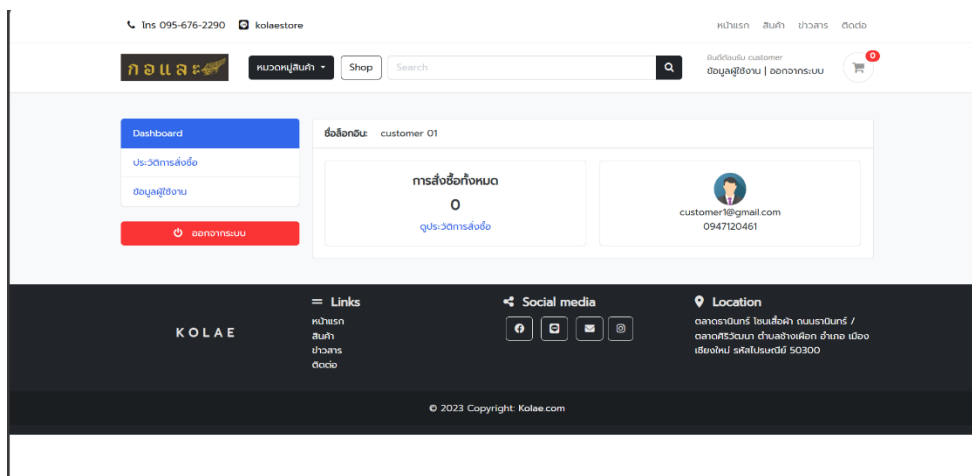 โทร 095-676-2290 kolaestore
หน้าแรก สินค้า ข่าวสาร ติดต่อ
กอและ
หมวดหมู่สินค้า Shop Search
ยินดีต้อนรับ customer
ข้อมูลผู้ใช้งาน | ออกจากระบบ
0
Dashboard
ประวัติการสั่งซื้อ
ข้อมูลผู้ใช้งาน
ออกจากระบบ
ชื่อล็อกอิน: customer 01
การสั่งซื้อทั้งหมด
0
ดูประวัติการสั่งซื้อ
customer1@gmail.com
0947120461
KOLAE
Links
หน้าแรก
สินค้า
ข่าวสาร
ติดต่อ
Social media
Location
ตลาดธานินทร์ โซนเสื้อผ้า ถนนธานินทร์ /
ตลาดศิริวัฒนา ตำบลช้างเผือก อำเภอ เมือง
เชียงใหม่ รหัสไปรษณีย์ 50300
© 2023 Copyright: Kolae.com